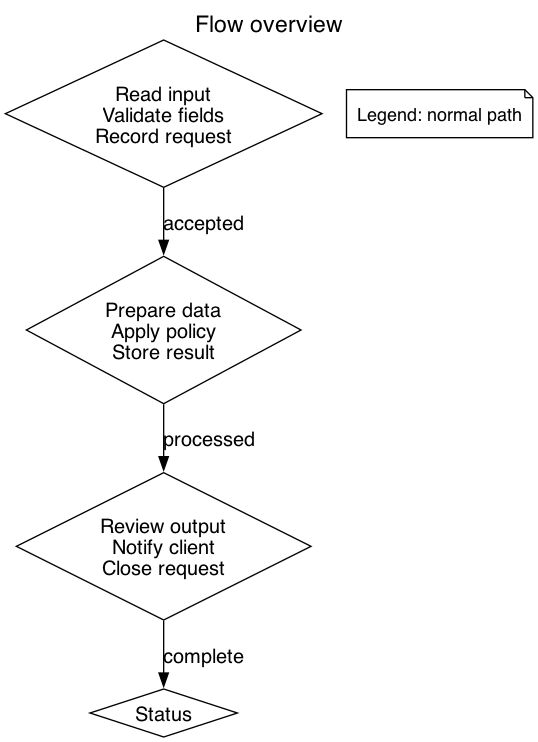 Flow overview
Read input
Validate fields
Record request
Legend: normal path
accepted
Prepare data
Apply policy
Store result
processed
Review output
Notify client
Close request
complete
Status